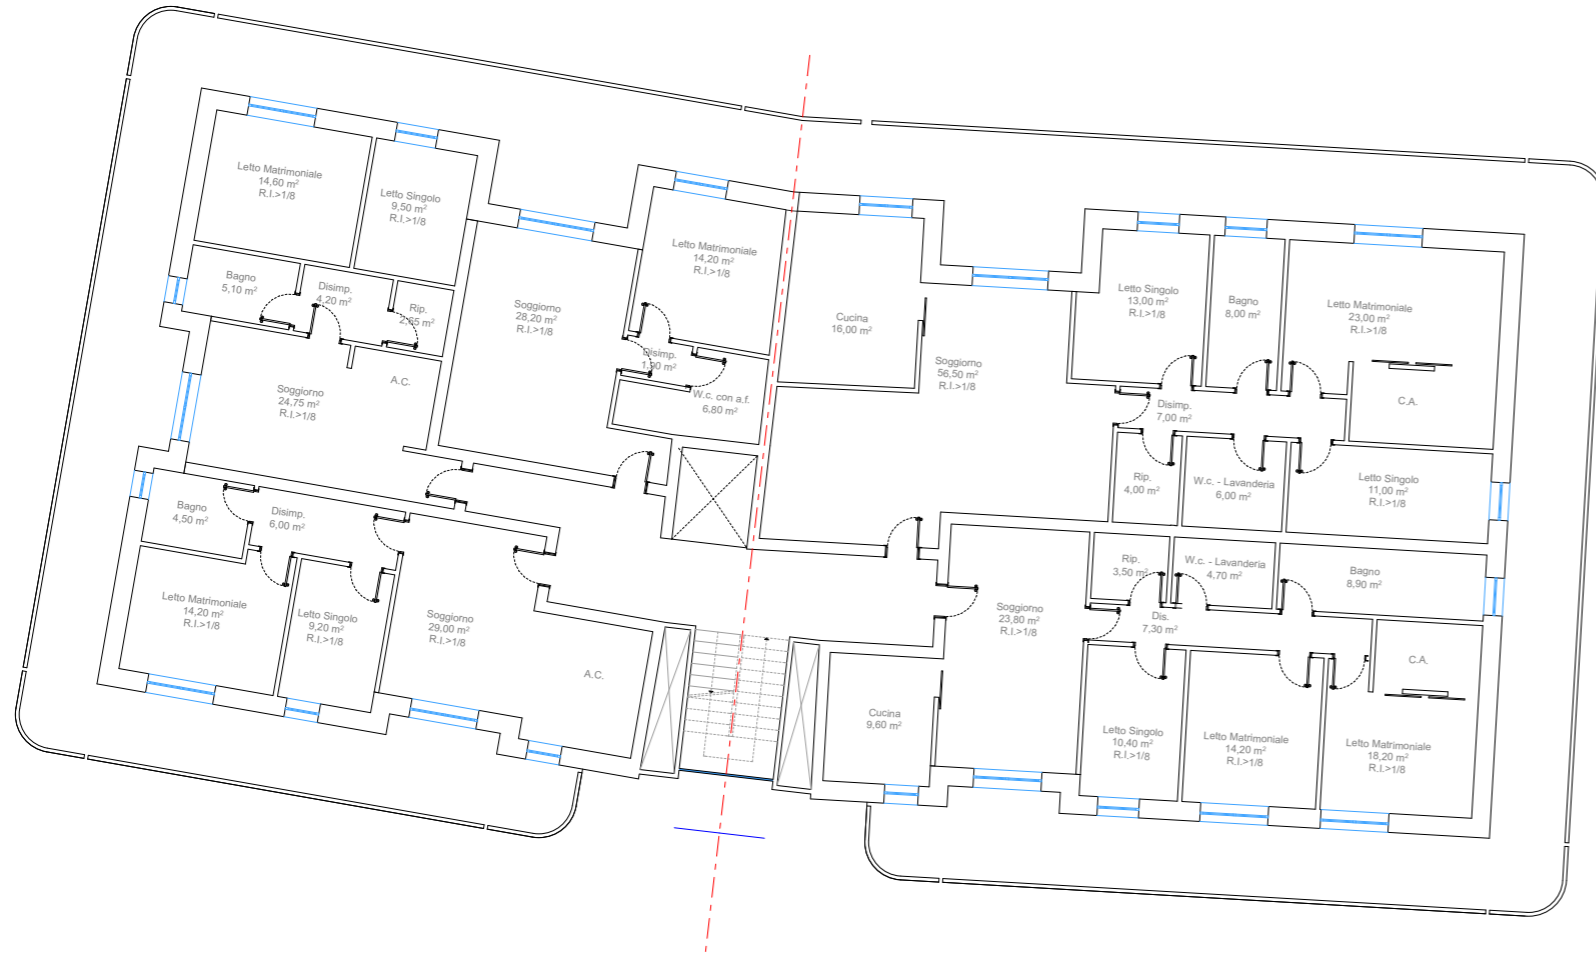 Letto Matrimoniale
14,60 m²
R.I.>1/8
Letto Singolo
9,50 m²
R.I.>1/8
Bagno
5,10 m²
Disimp.
4,20 m²
Rip.
2,65 m²
Soggiorno
24,75 m²
R.I.>1/8
A.C.
Soggiorno
28,20 m²
R.I.>1/8
Letto Matrimoniale
14,20 m²
R.I.>1/8
Disimp.
1,90 m²
W.c. con a.f.
6,80 m²
Cucina
16,00 m²
Soggiorno
56,50 m²
R.I.>1/8
Letto Singolo
13,00 m²
R.I.>1/8
Bagno
8,00 m²
Letto Matrimoniale
23,00 m²
R.I.>1/8
C.A.
Disimp.
7,00 m²
Rip.
4,00 m²
W.c. - Lavanderia
6,00 m²
Letto Singolo
11,00 m²
R.I.>1/8
Bagno
4,50 m²
Disimp.
6,00 m²
Letto Matrimoniale
14,20 m²
R.I.>1/8
Letto Singolo
9,20 m²
R.I.>1/8
Soggiorno
29,00 m²
R.I.>1/8
A.C.
Soggiorno
23,80 m²
R.I.>1/8
Rip.
3,50 m²
W.c. - Lavanderia
4,70 m²
Bagno
8,90 m²
Dis.
7,30 m²
C.A.
Cucina
9,60 m²
Letto Singolo
10,40 m²
R.I.>1/8
Letto Matrimoniale
14,20 m²
R.I.>1/8
Letto Matrimoniale
18,20 m²
R.I.>1/8